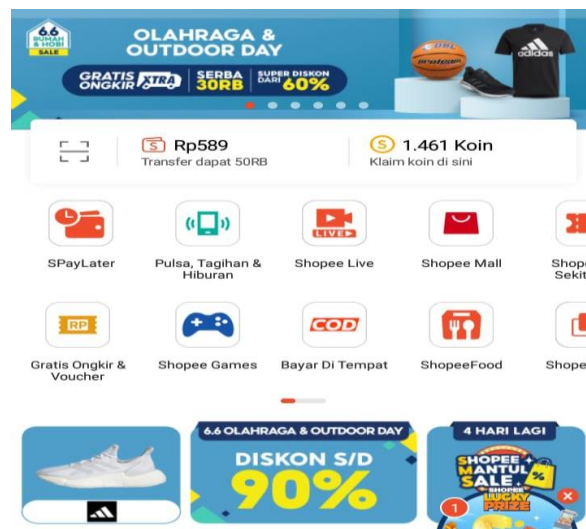 6.6
RUMAH
& HOBI
SALE
OLAHRAGA &
OUTDOOR DAY
GRATIS
ONGKIR XTRA
SERBA
30RB
SUPER DISKON
DARI 60%
adidas
Rp589
Transfer dapat 50RB
1.461 Koin
Klaim koin di sini
LIVE
SPayLater
Pulsa, Tagihan &
Hiburan
Shopee Live
Shopee Mall
Shope
Sekit
RP
COD
Gratis Ongkir &
Voucher
Shopee Games
Bayar Di Tempat
ShopeeFood
Shope
6.6 OLAHRAGA & OUTDOOR DAY
DISKON S/D
90%
4 HARI LAGI
SHOPEE
MANTUL
SALE
%
SHOPEE
LUCKY
PRIZE
1